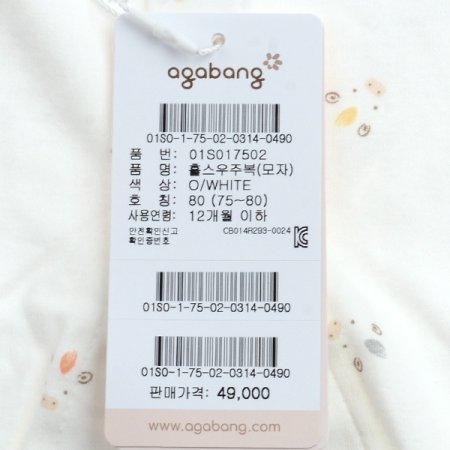 agabang
01S0-1-75-02-0314-0490
품 번: 01S017502
품 명: 홀스우주복(모자)
색 상: O/WHITE
호 칭: 80 (75~80)
사용연령: 12개월 이하
안전확인신고
확인증번호: CB014R293-0024
01S0-1-75-02-0314-0490
01S0-1-75-02-0314-0490
판매가격: 49,000
www.agabang.com